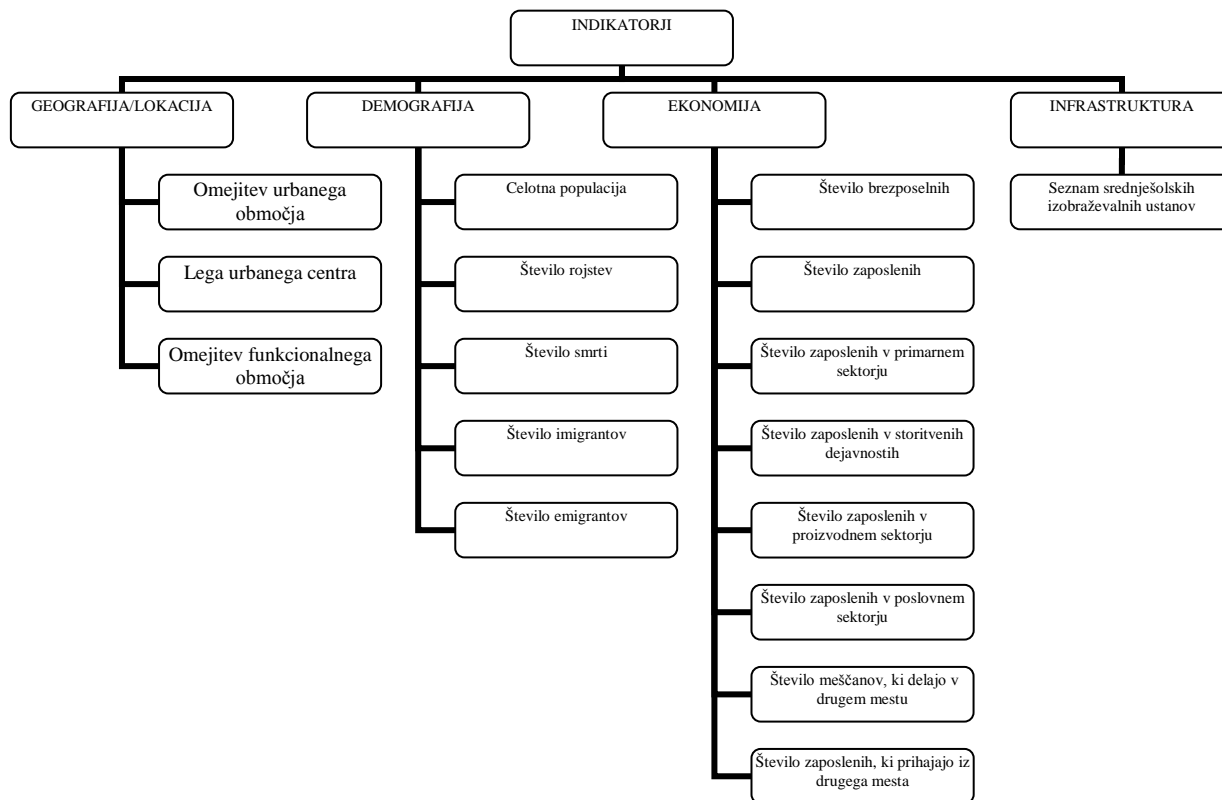 INDIKATORJI
GEOGRAFIJA/LOKACIJA
Omejitev urbanega
območja
Lega urbanega centra
Omejitev funkcionalnega
območja
DEMOGRAFIJA
Celotna populacija
Število rojstev
Število smrti
Število imigrantov
Število emigrantov
EKONOMIJA
Število brezposelnih
Število zaposlenih
Število zaposlenih v primarnem
sektorju
Število zaposlenih v storitvenih
dejavnostih
Število zaposlenih v
proizvodnem sektorju
Število zaposlenih v poslovnem
sektorju
Število meščanov, ki delajo v
drugem mestu
Število zaposlenih, ki prihajajo iz
drugega mesta
INFRASTRUKTURA
Seznam srednješolskih
izobraževalnih ustanov